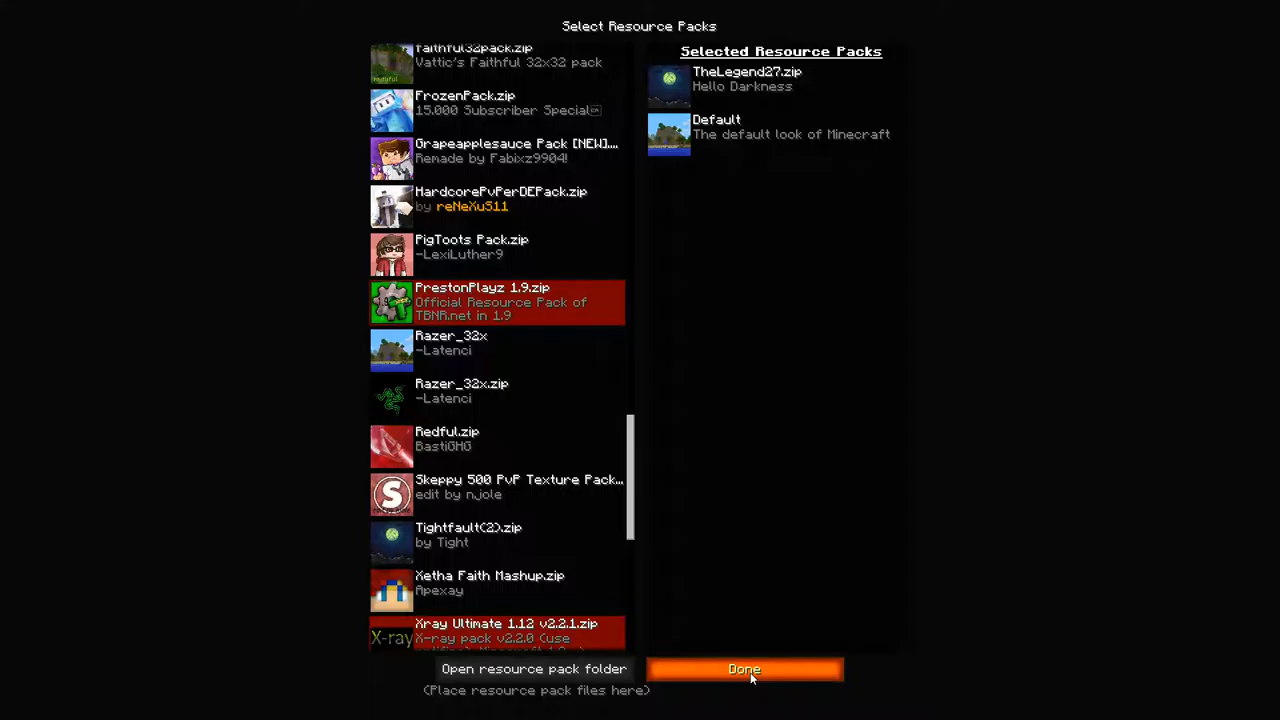 Select Resource Packs
faithful32pack.zip
Vattic's Faithful 32x32 pack
FrozenPack.zip
15.000 Subscriber Special
Grapeapplesauce Pack [NEW]....
Remade by Fabixz9904!
HardcorePvPerDEPack.zip
by reNeXuS11
PigToots Pack.zip
-LexiLuther9
PrestonPlayz 1.9.zip
Official Resource Pack of
TBNR.net in 1.9
Razer_32x
-Latenci
Razer_32x.zip
-Latenci
Redful.zip
BastiGHG
Skeppy 500 PvP Texture Pack...
edit by njole
Tightfault(2).zip
by Tight
Xetha Faith Mashup.zip
Apexay
X-ray
Xray Ultimate 1.12 v2.2.1.zip
X-ray pack v2.2.0 (use
Selected Resource Packs
TheLegend27.zip
Hello Darkness
Default
The default look of Minecraft
Open resource pack folder
Done
(Place resource pack files here)